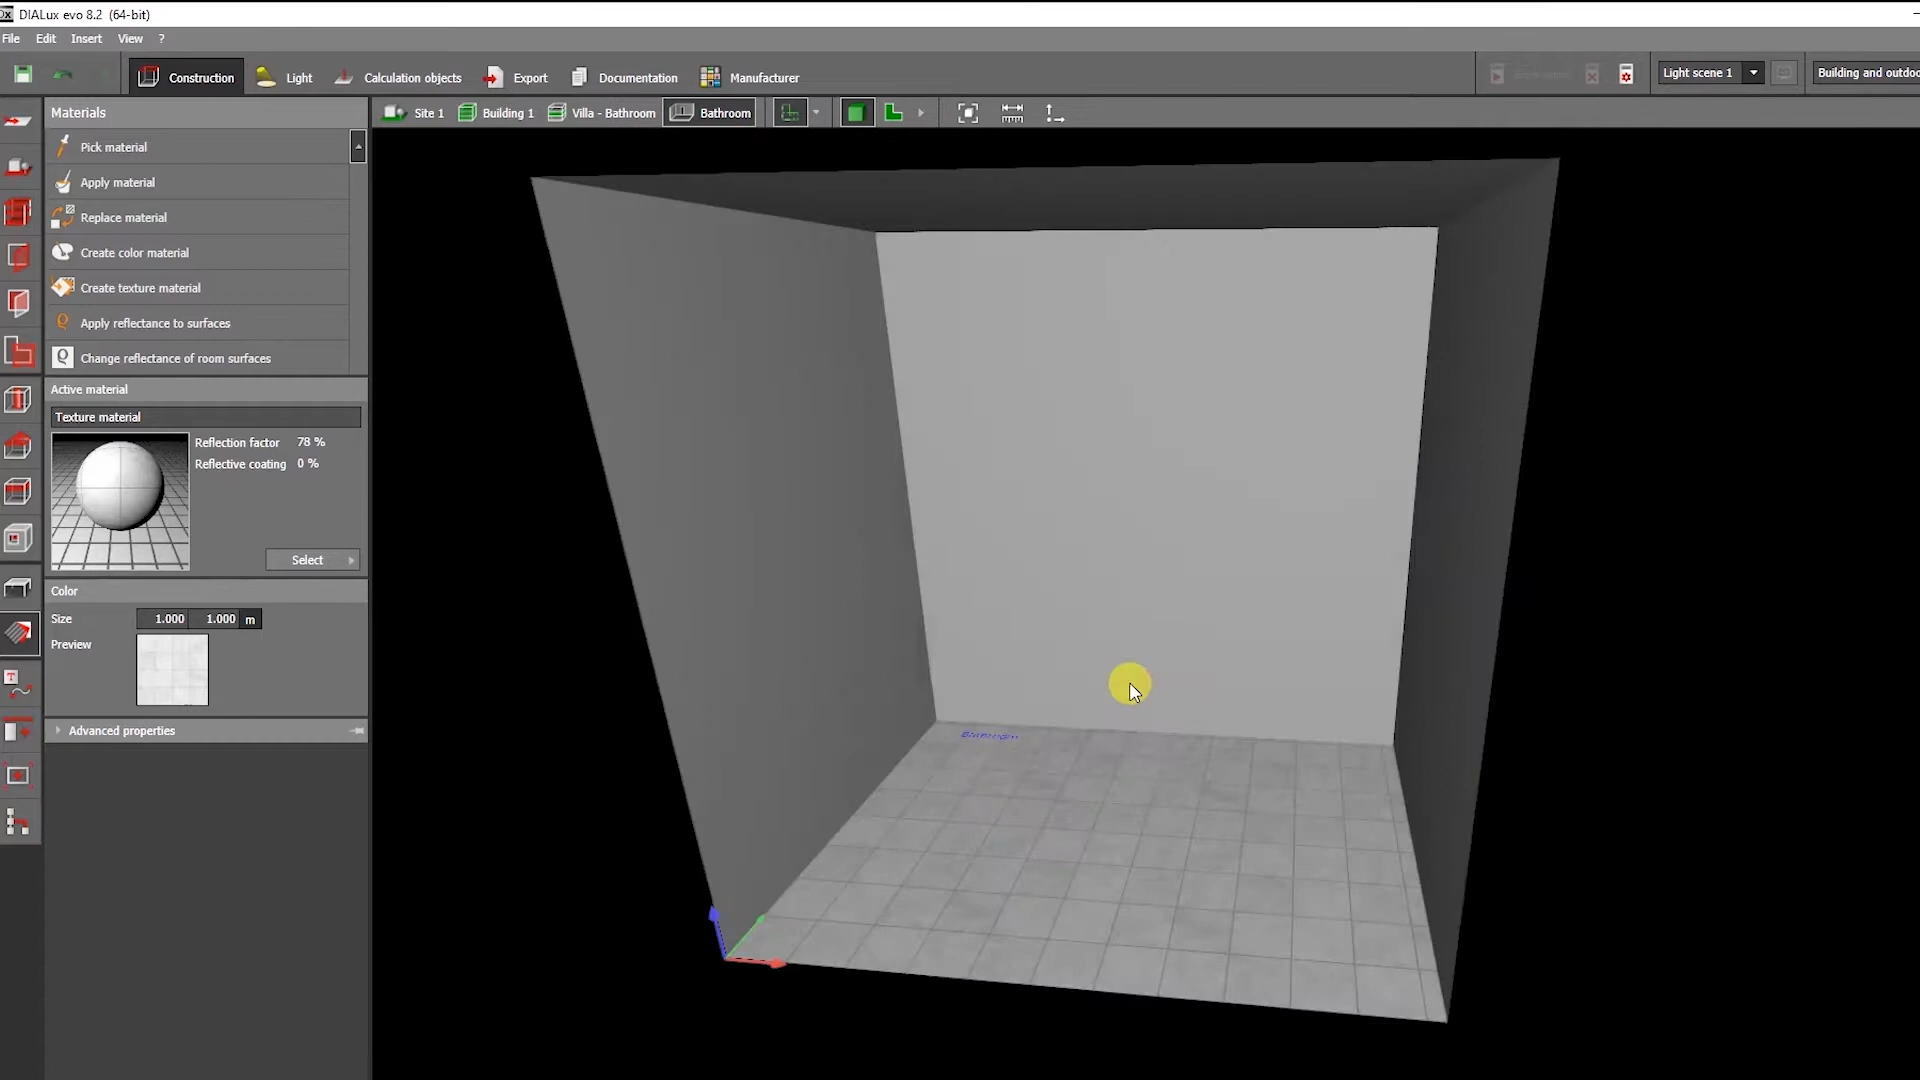 DIALux evo 8.2 (64-bit)
File Edit Insert View ?
Construction Light Calculation objects Export Documentation Manufacturer Light scene 1 Building and outdoo
Materials Site 1 Building 1 Villa - Bathroom Bathroom
Pick material
Apply material
Replace material
Create color material
Create texture material
Apply reflectance to surfaces
Change reflectance of room surfaces
Active material
Texture material
Reflection factor 78 %
Reflective coating 0 %
Select
Color
Size 1.000 1.000 m
Preview
Advanced properties